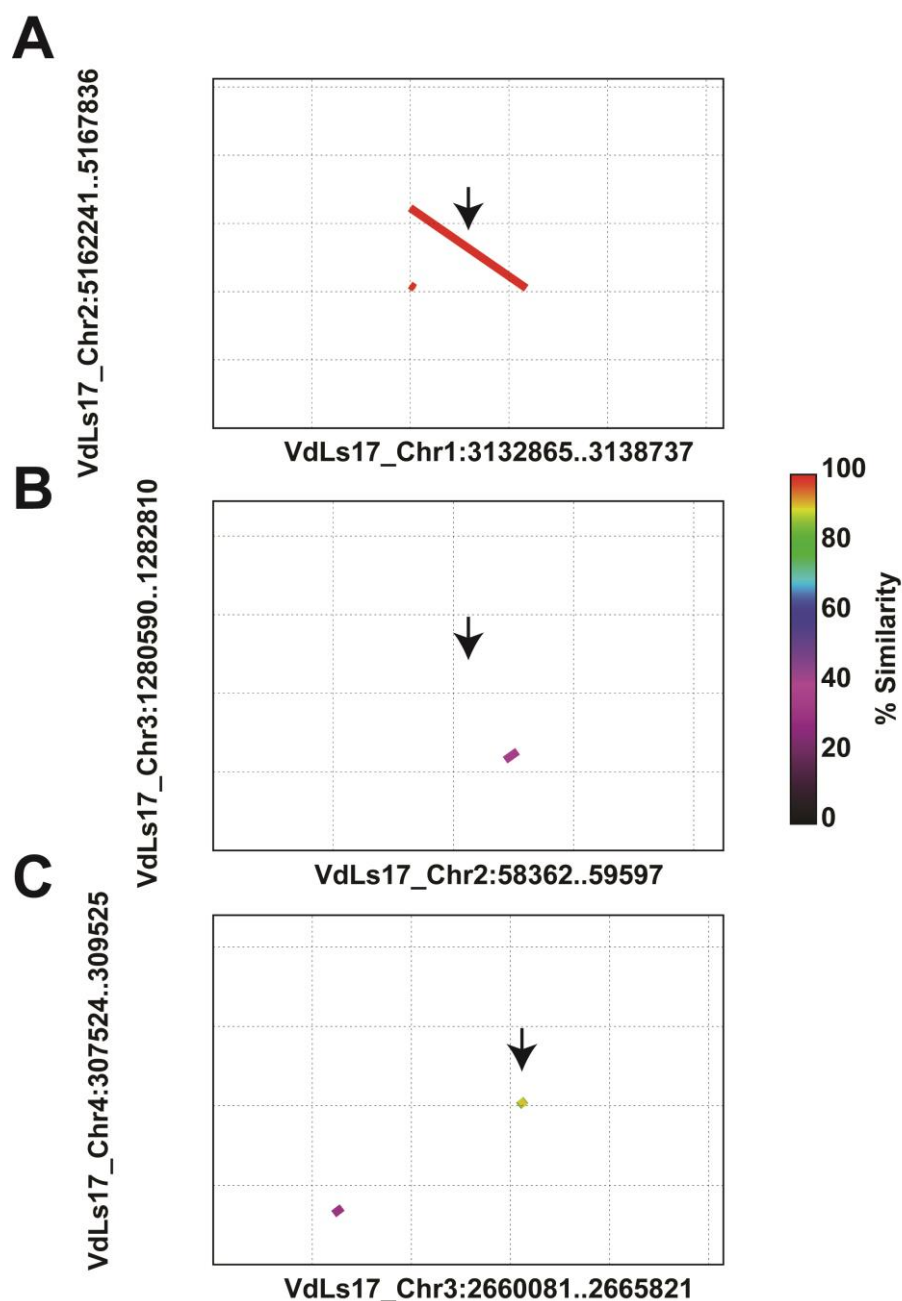 A
VdLs17_Chr2:5162241..5167836
VdLs17_Chr1:3132865..3138737
B
VdLs17_Chr3:1280590..1282810
VdLs17_Chr2:58362..59597
100
80
60
40
20
0
% Similarity
C
VdLs17_Chr4:307524..309525
VdLs17_Chr3:2660081..2665821